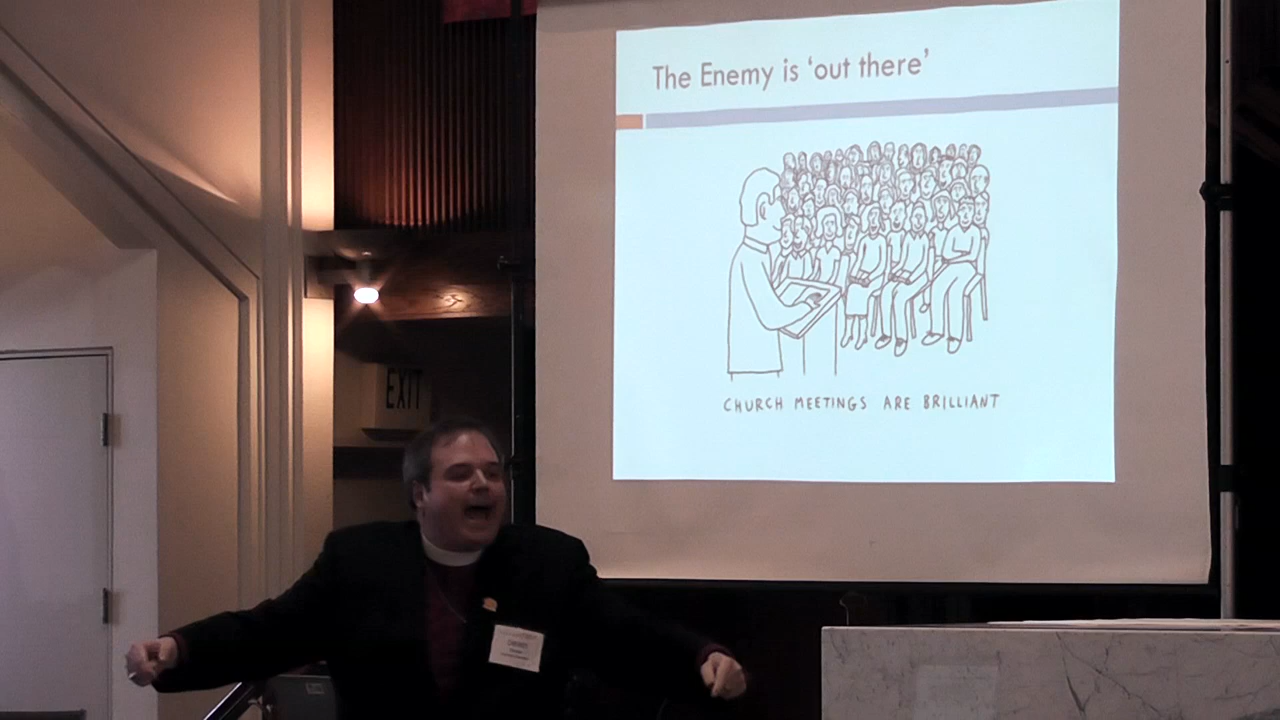 The Enemy is ‘out there’
CHURCH MEETINGS ARE BRILLIANT
EXIT